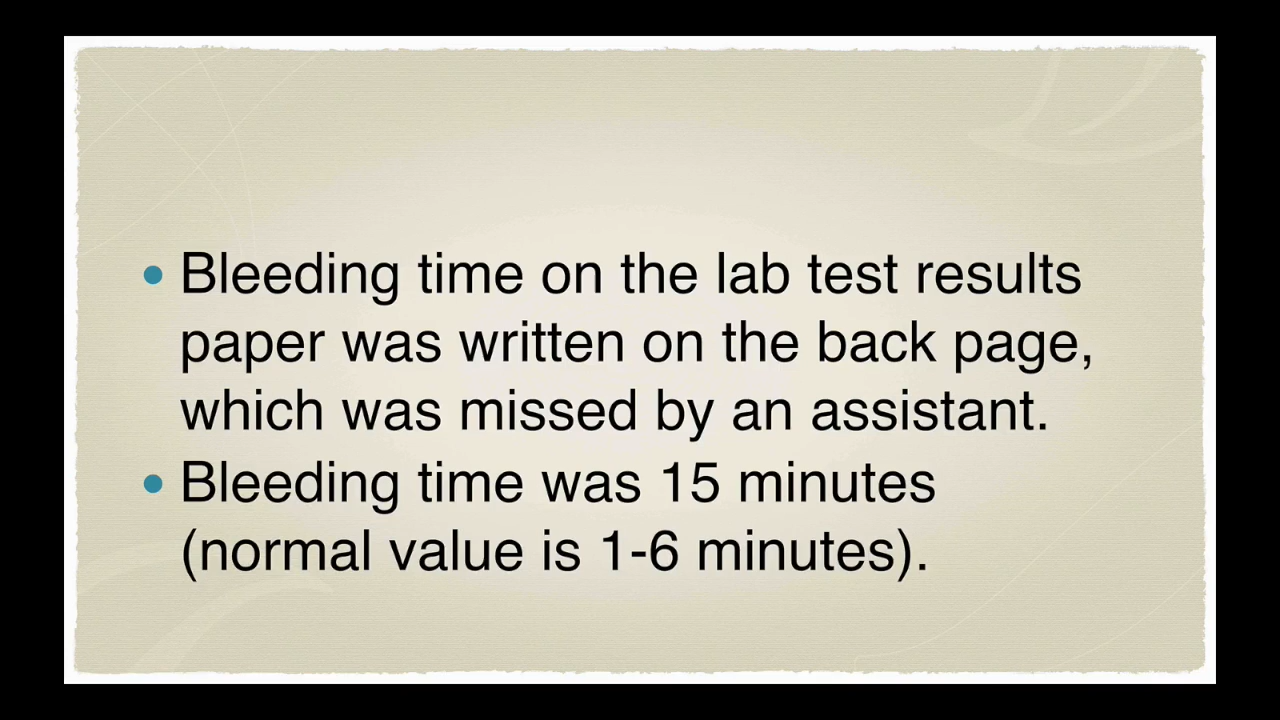 • Bleeding time on the lab test results
paper was written on the back page,
which was missed by an assistant.
• Bleeding time was 15 minutes
(normal value is 1-6 minutes).